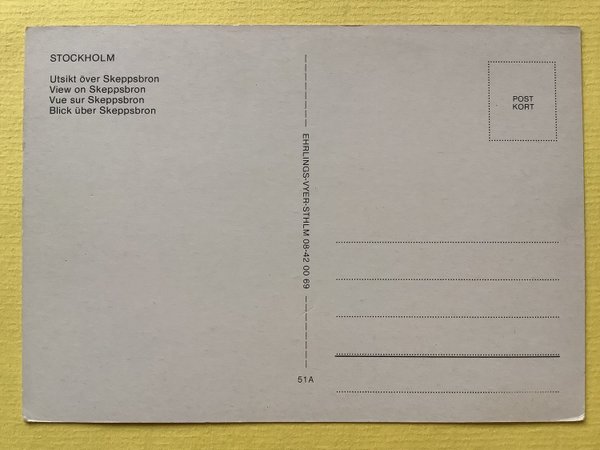 STOCKHOLM
Utsikt över Skeppsbron
View on Skeppsbron
Vue sur Skeppsbron
Blick über Skeppsbron
EHRLINGS-VYER-STHLM 08-42 00 69
51A
POST
KORT